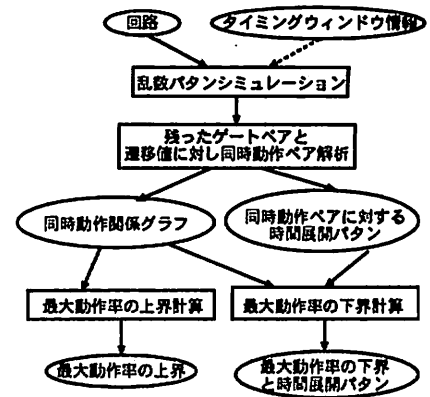 回路
タイミングウィンドウ情報
乱数パタンシミュレーション
残ったゲートペアと
遷移値に対し同時動作ペア解析
同時動作関係グラフ
同時動作ペアに対する
時間展開パタン
最大動作率の上界計算
最大動作率の下界計算
最大動作率の上界
最大動作率の下界
と時間展開パタン